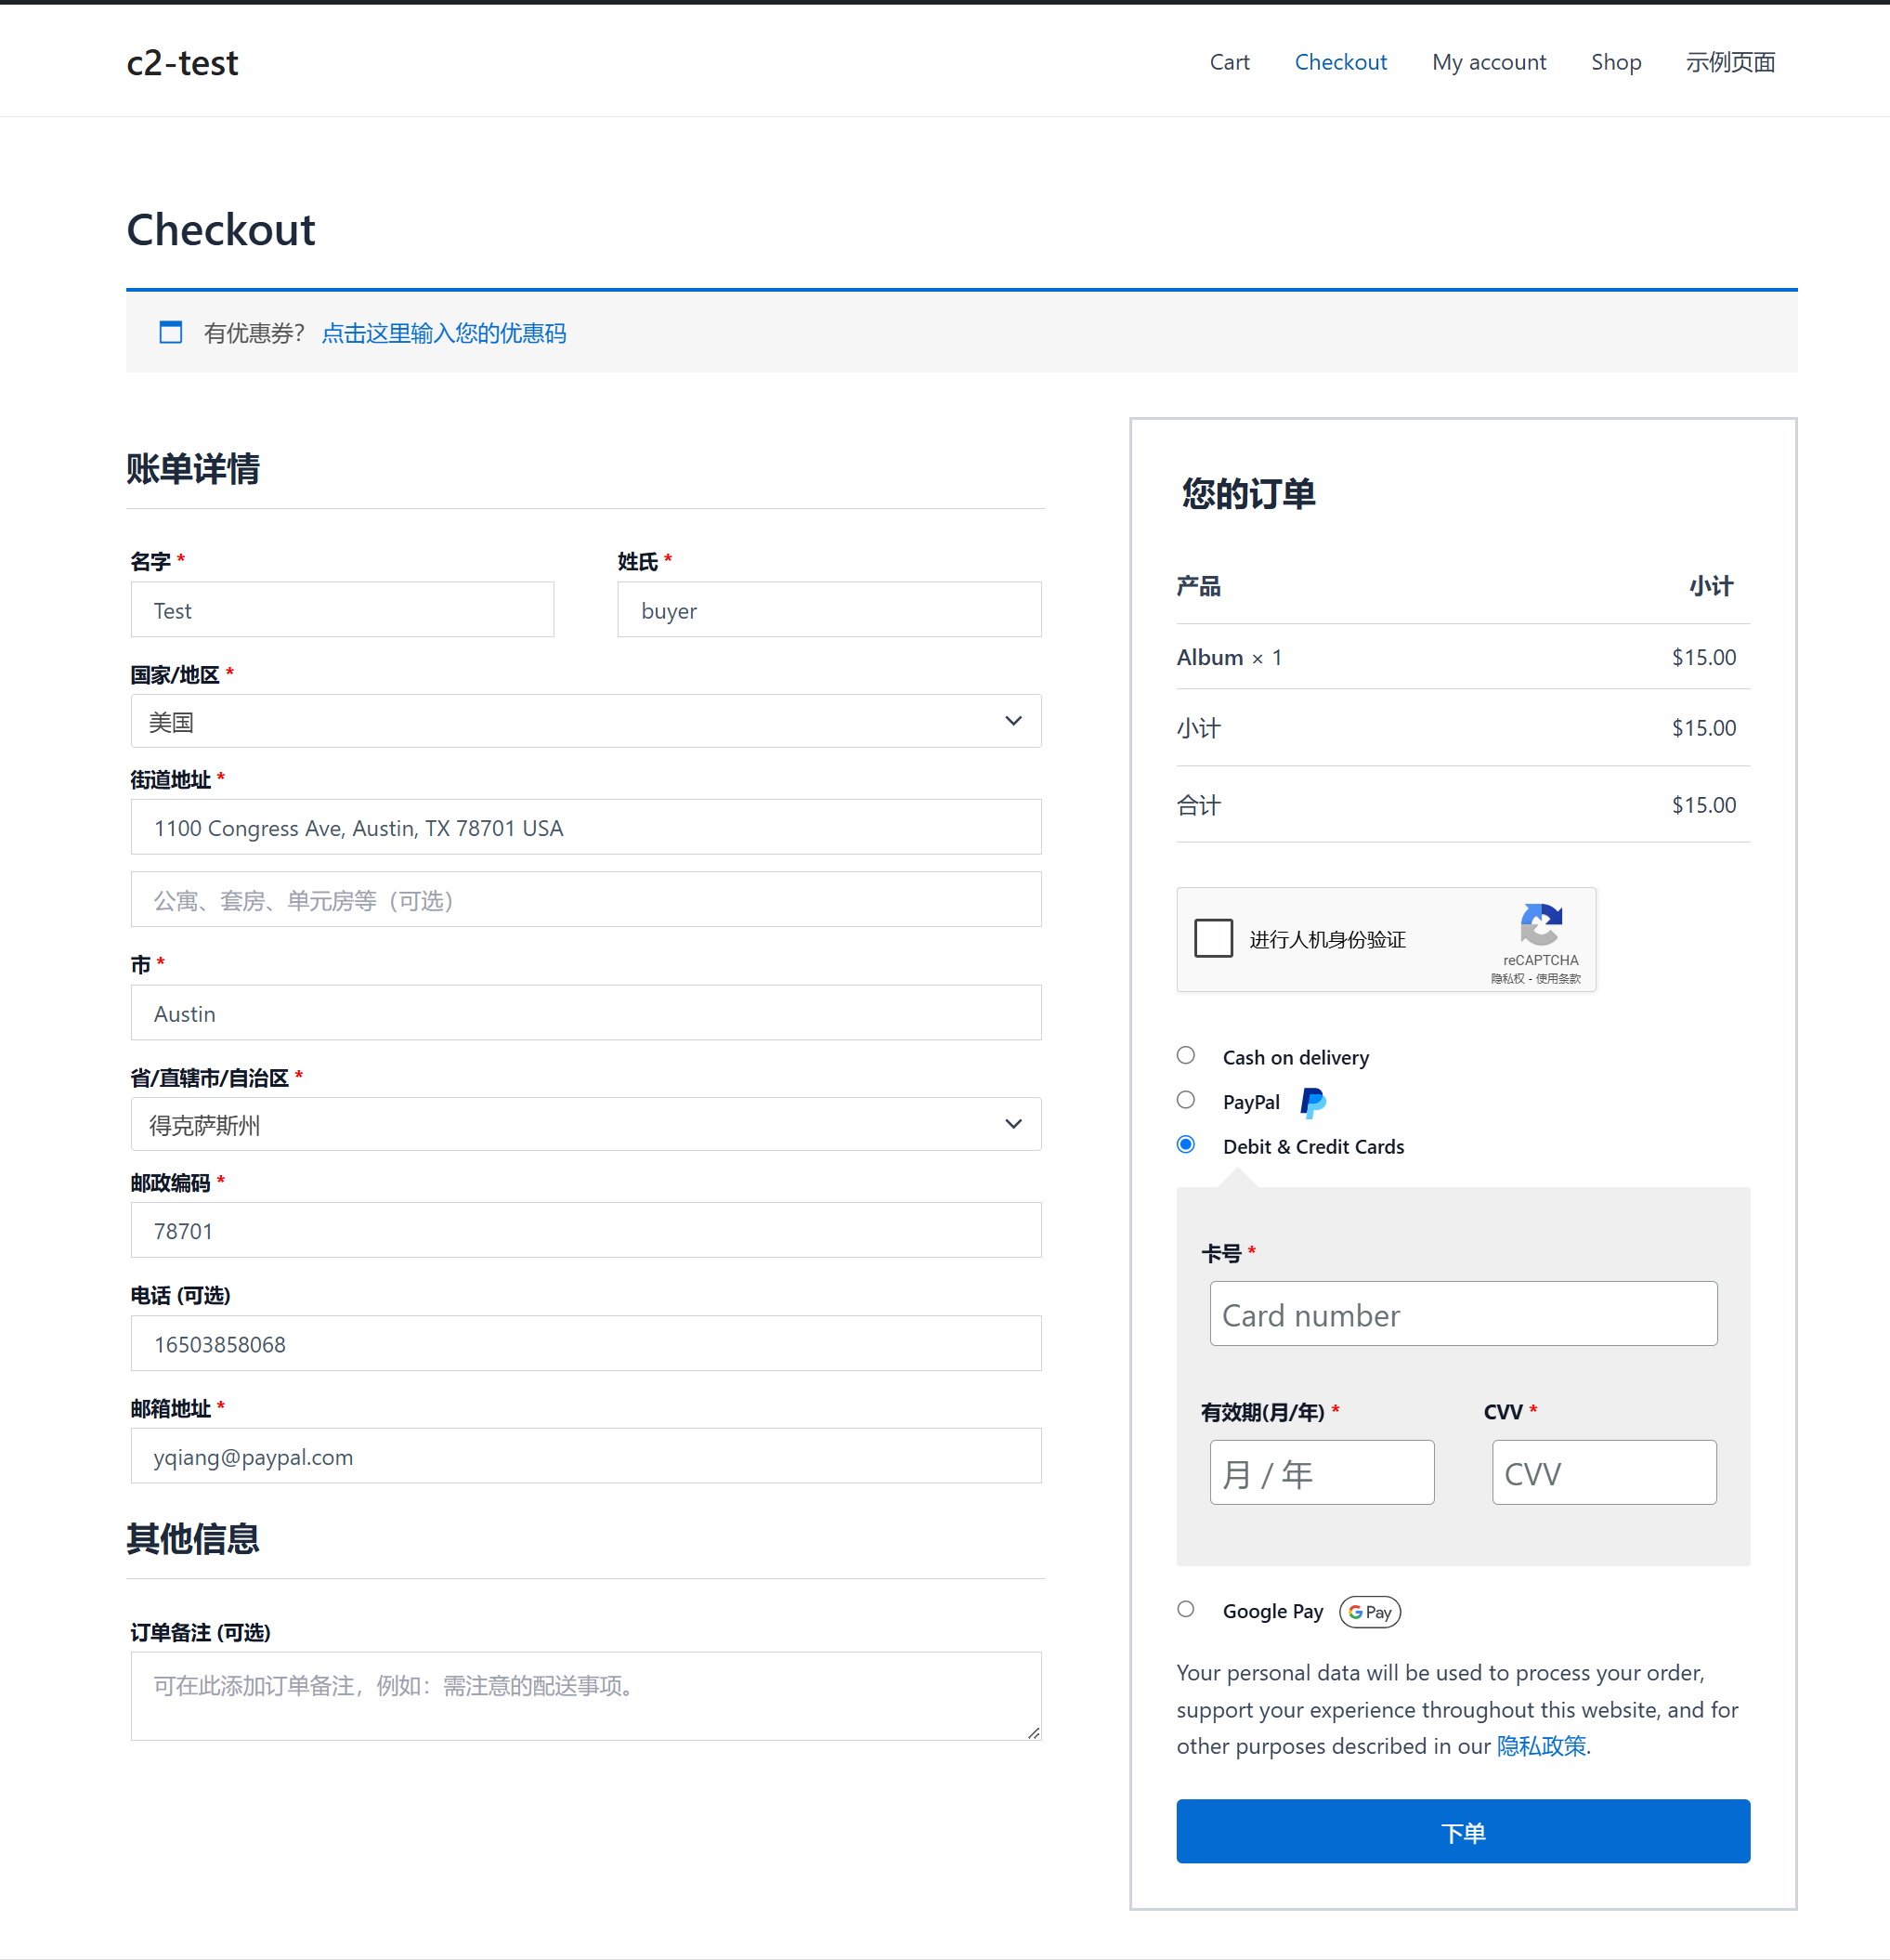 c2-test
Cart Checkout My account Shop 示例页面
Checkout
有优惠券? 点击这里输入您的优惠码
账单详情
名字 * 姓氏 *
Test buyer
国家/地区 *
美国
街道地址 *
1100 Congress Ave, Austin, TX 78701 USA
公寓、套房、单元房等（可选）
市 *
Austin
省/直辖市/自治区 *
得克萨斯州
邮政编码 *
78701
电话 (可选)
16503858068
邮箱地址 *
yqiang@paypal.com
其他信息
订单备注 (可选)
可在此添加订单备注，例如：需注意的配送事项。
您的订单
产品 小计
Album × 1 $15.00
小计 $15.00
合计 $15.00
进行人机身份验证
reCAPTCHA
隐私权 - 使用条款
Cash on delivery
PayPal
Debit & Credit Cards
卡号 *
Card number
有效期(月/年) * CVV *
月 / 年 CVV
Google Pay G Pay
Your personal data will be used to process your order,
support your experience throughout this website, and for
other purposes described in our 隐私政策.
下单